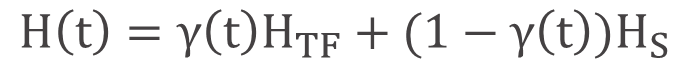 H(t) = γ(t)H_TF + (1 − γ(t))H_S